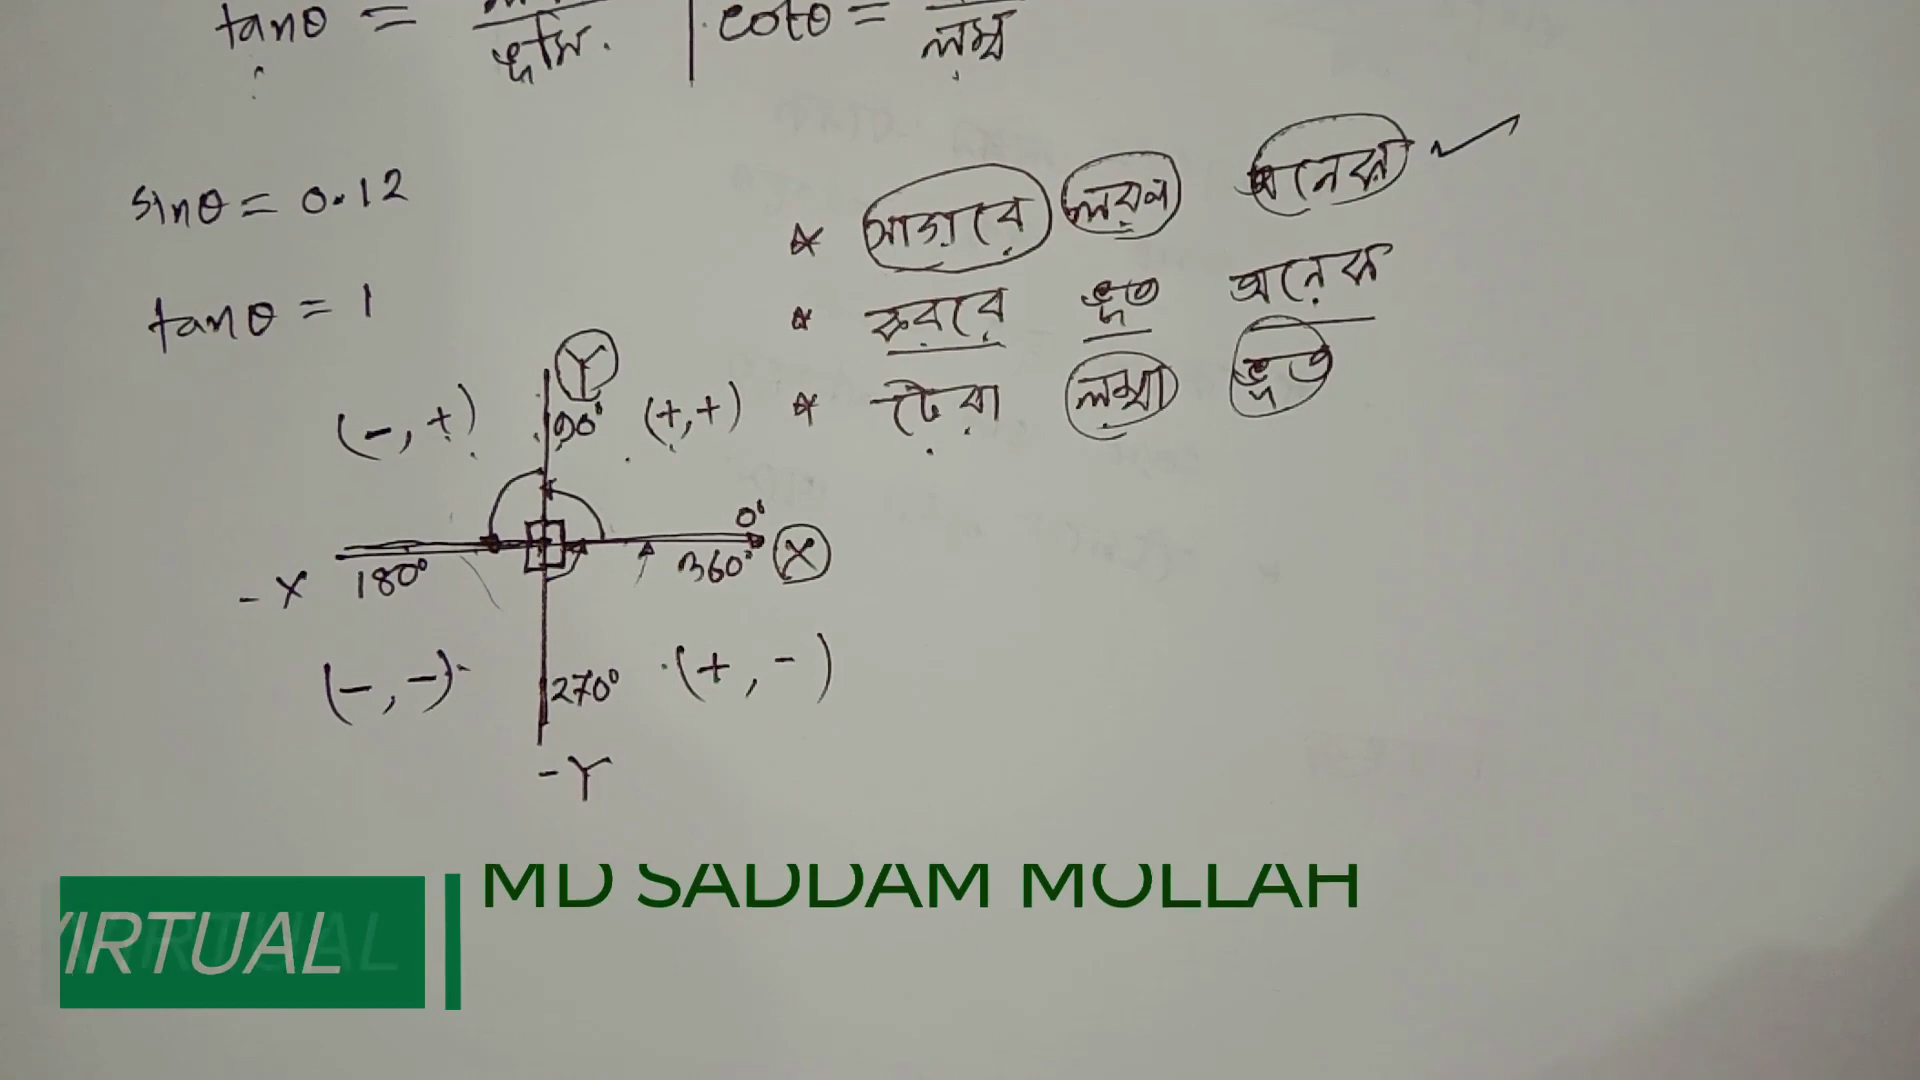 tanθ = ভূমি. | cotθ = লম্ব
sinθ = 0.12
* সাগরে লবণ অনেক
tanθ = 1
* কবরে ভূত অনেক
* টেরা লম্বা ভূত
Y
(-,+) 90° (+,+)
0°
-X 180° 360° X
(-,-) 270° (+,-)
-Y
MD SADDAM MOLLAH
VIRTUAL